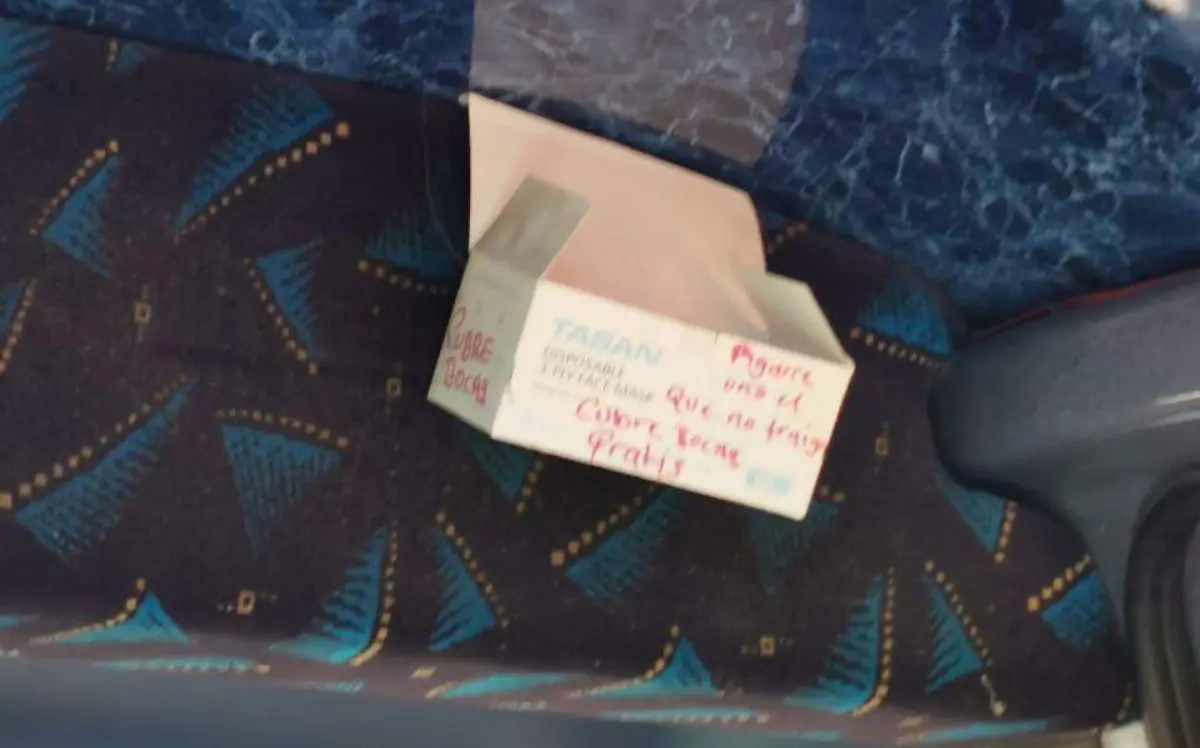 CUBRE
BOCAS
TABAN
DISPOSABLE
3-PLY FACE MASK
Agarre
uno el
Que no traiga
Cubre Bocas
Gratis